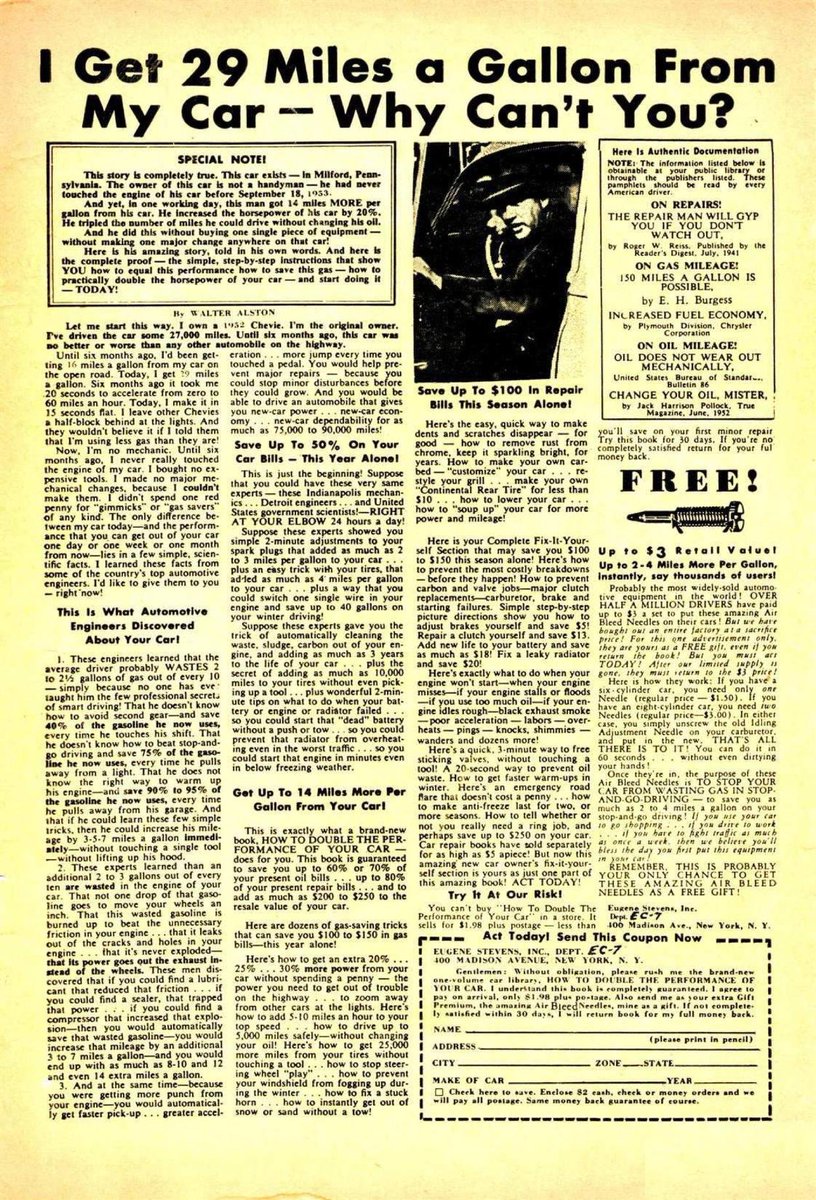 I Get 29 Miles a Gallon From
My Car — Why Can't You?
SPECIAL NOTE!
This story is completely true. This car exists — in Milford, Penn-
sylvania. The owner of this car is not a handyman — he had never
touched the engine of his car before September 18, 1953.
And yet, in one working day, this man got 14 miles MORE per
gallon from his car. He increased the horsepower of his car by 20%.
He tripled the number of miles he could drive without changing his oil.
And he did this without buying one single piece of equipment —
without making one major change anywhere on that car!
Here is his amazing story, told in his own words. And here is
the complete proof — the simple, step-by-step instructions that show
YOU how to equal this performance how to save this gas — how to
practically double the horsepower of your car — and start doing it
— TODAY!
By WALTER ALSTON
Let me start this way. I own a 1952 Chevie. I'm the original owner.
I've driven the car some 27,000 miles. Until six months ago, this car was
no better or worse than any other automobile on the highway.
Until six months ago, I'd been get-
ting 16 miles a gallon from my car on
the open road. Today, I get 29 miles
a gallon. Six months ago it took me
20 seconds to accelerate from zero to
60 miles an hour. Today, I make it in
15 seconds flat. I leave other Chevies
a half-block behind at the lights. And
they wouldn't believe it if I told them
that I'm using less gas than they are!
Now, I'm no mechanic. Until six
months ago, I never really touched
the engine of my car. I bought no ex-
pensive tools. I made no major me-
chanical changes, because I couldn't
make them. I didn't spend one red
penny for "gimmicks" or "gas savers"
of any kind. The only difference be-
tween my car today—and the perform-
ance that you can get out of your car
one day or one week or one month
from now—lies in a few simple, scien-
tific facts. I learned these facts from
some of the country's top automotive
engineers. I'd like to give them to you
— right now!
This Is What Automotive
Engineers Discovered
About Your Car!
1. These engineers learned that the
average driver probably WASTES 2
to 2½ gallons of gas out of every 10
— simply because no one has ever
taught him the few professional secrets
of smart driving! That he doesn't know
how to avoid second gear—and save
40% of the gasoline he now uses,
every time he touches his shift. That
he doesn't know how to beat stop-and-
go driving and save 75% of the gaso-
line he now uses, every time he pulls
away from a light. That he does not
know the right way to warm up
his engine—and save 90% to 95% of
the gasoline he now uses, every time
he pulls away from his garage. And
that if he could learn these few simple
tricks, then he could increase his mile-
age by 3-5-7 miles a gallon immedi-
ately—without touching a single tool
—without lifting up his hood.
2. These experts learned than an
additional 2 to 3 gallons out of every
ten are wasted in the engine of your
car. That not one drop of that gaso-
line goes to move your wheels an
inch. That this wasted gasoline is
burned up to beat the unnecessary
friction in your engine . . . that it leaks
out of the cracks and holes in your
engine . . . that it's never exploded—
that its power goes out the exhaust in-
stead of the wheels. These men dis-
covered that if you could find a lubri-
cant that reduced that friction . . . if
you could find a sealer, that trapped
that power . . . if you could find a
compressor that increased that explo-
sion—then you would automatically
save that wasted gasoline—you would
increase that mileage by an additional
3 to 7 miles a gallon—and you would
end up with as much as 8-10 and 12
and even 14 extra miles a gallon.
3. And at the same time—because
you were getting more punch from
your engine—you would automatical-
ly get faster pick-up . . . greater accel-
eration . . . more jump every time you
touched a pedal. You would help pre-
vent major repairs — because you
could stop minor disturbances before
they could grow. And you would be
able to drive an automobile that gives
you new-car power . . . new-car econ-
omy . . . new-car dependability for as
much as 75,000 to 90,000 miles!
Save Up To 50% On Your
Car Bills — This Year Alone!
This is just the beginning! Suppose
that you could have these very same
experts — these Indianapolis mechan-
ics . . . Detroit engineers . . . and United
States government scientists!—RIGHT
AT YOUR ELBOW 24 hours a day!
Suppose these experts showed you
simple 2-minute adjustments to your
spark plugs that added as much as 2
to 3 miles per gallon to your car . . .
plus an easy trick with your tires, that
added as much as 4 miles per gallon
to your car . . . plus a way that you
could switch one single wire in your
engine and save up to 40 gallons on
your winter driving!
Suppose these experts gave you the
trick of automatically cleaning the
waste, sludge, carbon out of your en-
gine, and adding as much as 3 years
to the life of your car . . . plus the
secret of adding as much as 10,000
miles to your tires without even pick-
ing up a tool . . . plus wonderful 2-min-
ute tips on what to do when your bat-
tery or engine or radiator failed . . .
so you could start that "dead" battery
without a push or tow . . . so you could
prevent that radiator from overheat-
ing even in the worst traffic . . . so you
could start that engine in minutes even
in below freezing weather.
Get Up To 14 Miles More Per
Gallon From Your Car!
This is exactly what a brand-new
book, HOW TO DOUBLE THE PER-
FORMANCE OF YOUR CAR —
does for you. This book is guaranteed
to save you up to 60% or 70% of
your present oil bills . . . up to 80%
of your present repair bills . . . and to
add as much as $200 to $250 to the
resale value of your car.
Here are dozens of gas-saving tricks
that can save you $100 to $150 in gas
bills—this year alone!
Here's how to get an extra 20% . . .
25% . . . 30% more power from your
car without spending a penny — the
power you need to get out of trouble
on the highway . . . to zoom away
from other cars at the lights. Here's
how to add 5-10 miles an hour to your
top speed . . . how to drive up to
5,000 miles safely—without changing
your oil! Here's how to get 25,000
more miles from your tires without
touching a tool . . . how to stop steer-
ing wheel "play" . . . how to prevent
your windshield from fogging up dur-
ing the winter . . . how to fix a stuck
horn . . . how to instantly get out of
snow or sand without a tow!
Save Up To $100 In Repair
Bills This Season Alone!
Here's the easy, quick way to make
dents and scratches disappear — for
good — how to remove rust from
chrome, keep it sparkling bright, for
years. How to make your own car-
bed — "customize" your car . . . re-
style your grill . . . make your own
"Continental Rear Tire" for less than
$10 . . . how to lower your car . . .
how to "soup up" your car for more
power and mileage!
Here is your Complete Fix-It-Your-
self Section that may save you $100
to $150 this season alone! Here's how
to prevent the most costly breakdowns
— before they happen! How to prevent
carbon and valve jobs—major clutch
replacements—carburetor, brake and
starting failures. Simple step-by-step
picture directions show you how to
adjust brakes yourself and save $5!
Repair a clutch yourself and save $13.
Add new life to your battery and save
as much as $18! Fix a leaky radiator
and save $20!
Here's exactly what to do when your
engine won't start—when your engine
misses—if your engine stalls or floods
—if you use too much oil—if your en-
gine idles rough—black exhaust smoke
— poor acceleration — labors — over-
heats — pings — knocks, shimmies —
wanders and dozens more!
Here's a quick, 3-minute way to free
sticking valves, without touching a
tool! A 20-second way to prevent oil
waste. How to get faster warm-ups in
winter. Here's an emergency road
flare that doesn't cost a penny . . . how
to make anti-freeze last for two, or
more, seasons. How to tell whether or
not you really need a ring job, and
perhaps save up to $250 on your car.
Car repair books have sold separately
for as high as $5 apiece! But now this
amazing new car owner's fix-it-your-
self section is yours as just one part of
this amazing book! ACT TODAY!
Try It At Our Risk!
You can't buy "How To Double The
Performance of Your Car" in a store. It
sells for $1.98 plus postage — less than
Here Is Authentic Documentation
NOTE: The information listed below is
obtainable at your public library or
through the publishers listed. These
pamphlets should be read by every
American driver.
ON REPAIRS!
THE REPAIR MAN WILL GYP
YOU IF YOU DON'T
WATCH OUT,
by Roger W. Reiss, Published by the
Reader's Digest, July, 1941
ON GAS MILEAGE!
150 MILES A GALLON IS
POSSIBLE,
by E. H. Burgess
INCREASED FUEL ECONOMY,
by Plymouth Division, Chrysler
Corporation
ON OIL MILEAGE!
OIL DOES NOT WEAR OUT
MECHANICALLY,
United States Bureau of Standar...
Bulletin 86
CHANGE YOUR OIL, MISTER,
by Jack Harrison Pollock, True
Magazine, June, 1952
you'll save on your first minor repair
Try this book for 30 days. If you're no
completely satisfied return for your ful
money back.
FREE!
Up to $3 Retail Value!
Up to 2-4 Miles More Per Gallon,
instantly, say thousands of users!
Probably the most widely-sold automo-
tive equipment in the world! OVER
HALF A MILLION DRIVERS have paid
up to $3 a set to put these amazing Air
Bleed Needles on their cars! But we have
bought out an entire factory at a sacrifice
price! For this one advertisement only,
they are yours as a FREE gift, even if you
return the book! But you must act
TODAY! After our limited supply is
gone, they must return to the $3 price!
Here is how they work: If you have a
six-cylinder car, you need only one
Needle (regular price — $1.50). If you
have an eight-cylinder car, you need two
Needles (regular price—$3.00). In either
case, you simply unscrew the old Idling
Adjustment Needle on your carburetor,
and put in the new. THAT'S ALL
THERE IS TO IT! You can do it in
60 seconds . . . without even dirtying
your hands!
Once they're in, the purpose of these
Air Bleed Needles is TO STOP YOUR
CAR FROM WASTING GAS IN STOP-
AND-GO-DRIVING — to save you as
much as 2 to 4 miles a gallon on your
stop-and-go driving! If you use your car
to go shopping . . . if you drive to work
. . . if you have to fight traffic as much
as once a week, then we believe you'll
bless the day you first put this equipment
in your car!
REMEMBER, THIS IS PROBABLY
YOUR ONLY CHANCE TO GET
THESE AMAZING AIR BLEED
NEEDLES AS A FREE GIFT!
Eugene Stevens, Inc.
Dept. EC-7
400 Madison Ave., New York, N. Y.
Act Today! Send This Coupon Now
EUGENE STEVENS, INC., DEPT. EC-7
400 MADISON AVENUE, NEW YORK, N. Y.
Gentlemen: Without obligation, please rush me the brand-new
one-volume car library, HOW TO DOUBLE THE PERFORMANCE OF
YOUR CAR. I understand this book is completely guaranteed. I agree to
pay on arrival, only $1.98 plus postage. Also send me as your extra Gift
Premium, the amazing Air Bleed Needles, mine as a gift. If not complete-
ly satisfied within 30 days, I will return book for my full money back.
NAME
(please print in pencil)
ADDRESS
CITY ZONE STATE
MAKE OF CAR YEAR
Check here to save. Enclose $2 cash, check or money orders and we
will pay all postage. Same money back guarantee of course.